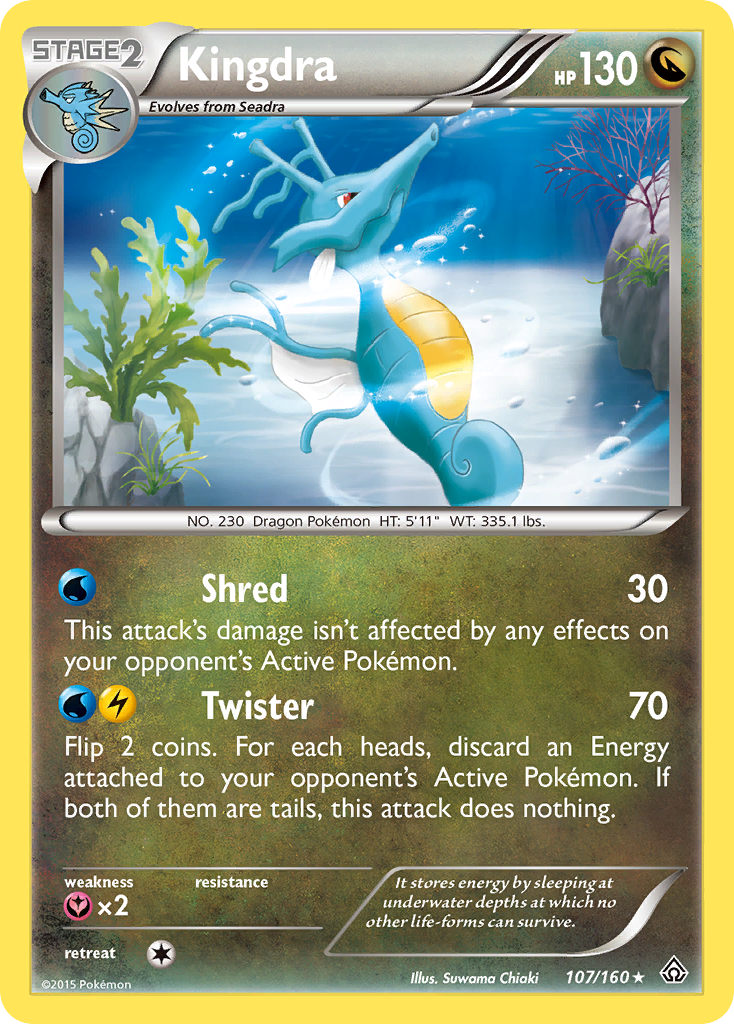 STAGE2
Kingdra
HP130
Evolves from Seadra
NO. 230 Dragon Pokémon HT: 5'11" WT: 335.1 lbs.
Shred 30
This attack's damage isn't affected by any effects on
your opponent's Active Pokémon.
Twister 70
Flip 2 coins. For each heads, discard an Energy
attached to your opponent's Active Pokémon. If
both of them are tails, this attack does nothing.
weakness resistance
×2
retreat
It stores energy by sleeping at
underwater depths at which no
other life-forms can survive.
©2015 Pokémon
Illus. Suwama Chiaki 107/160★